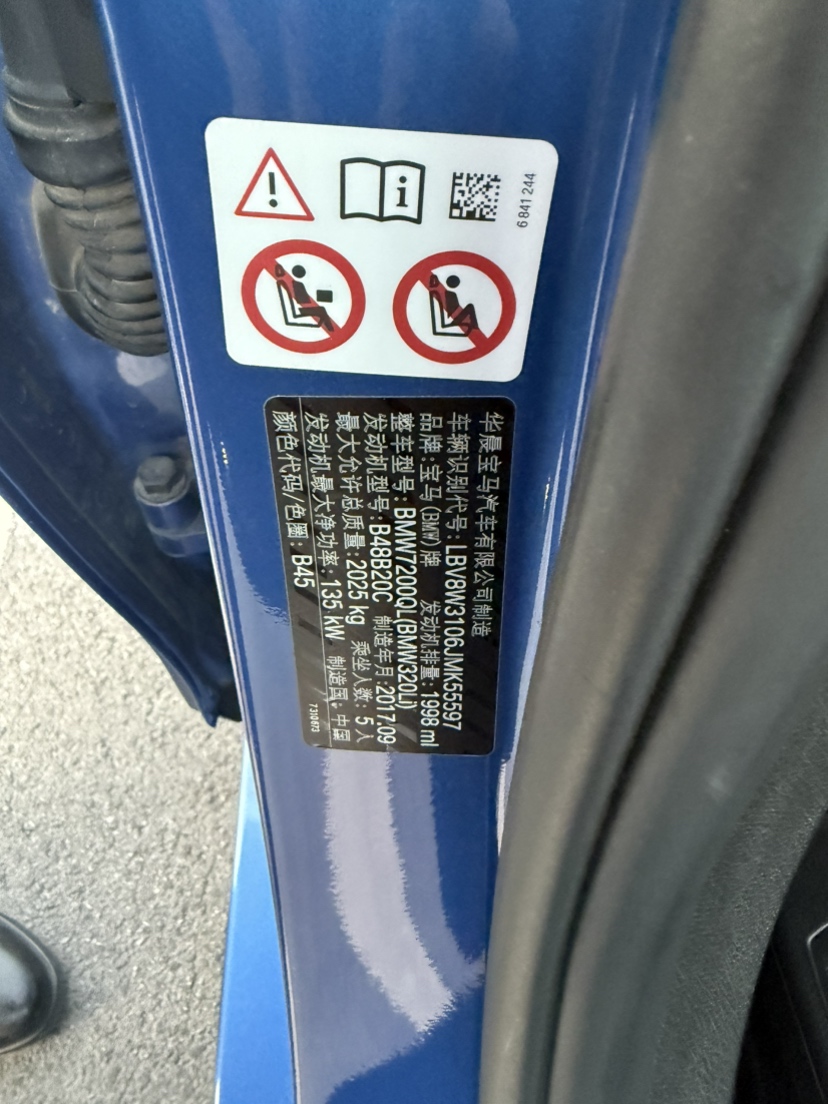 6 841 244
华晨宝马汽车有限公司制造
车辆识别代号:LBV8W3106JMK55597
品牌:宝马(BMW)牌 发动机排量:1998 ml
整车型号:BMW7200QL(BMW320Li)
发动机型号:B48B20C 制造年月:2017.09
最大允许总质量:2025 kg 乘坐人数:5人
发动机最大净功率:135 kW 制造国:中国
颜色代码/色圈:B45
7310673